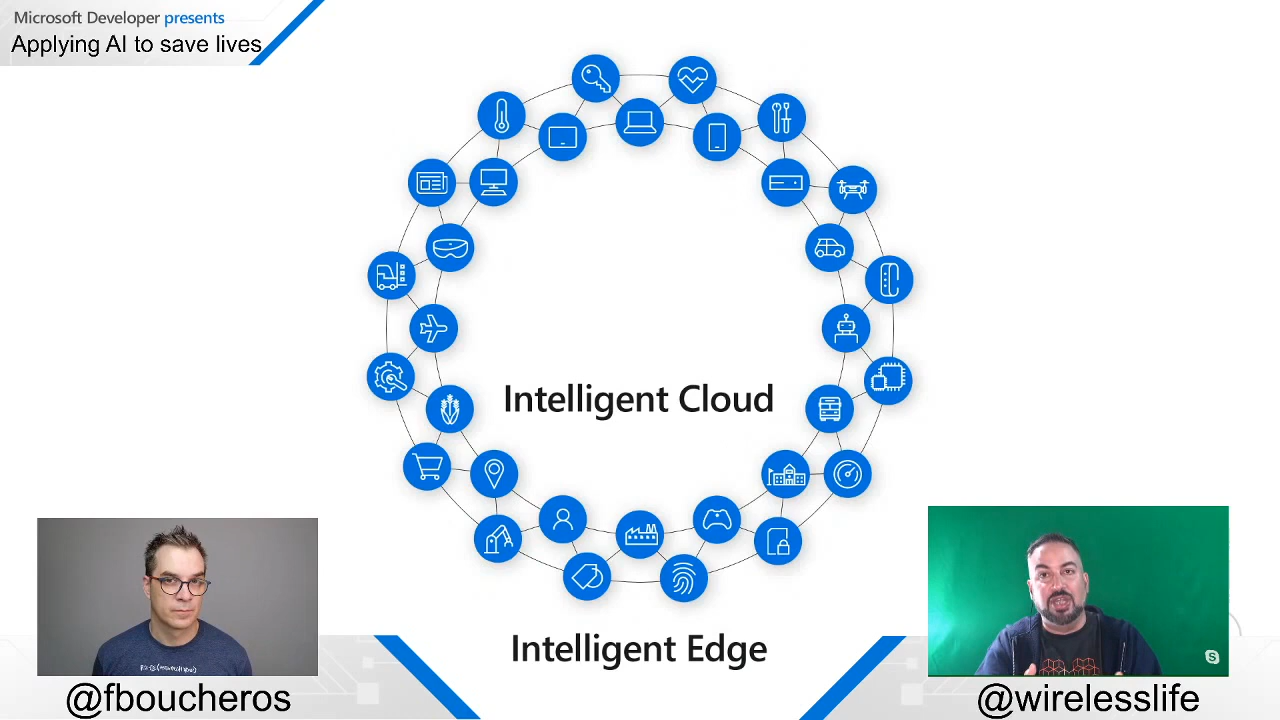 Microsoft Developer presents
Applying AI to save lives
Intelligent Cloud
Intelligent Edge
@fboucheros
@wirelesslife